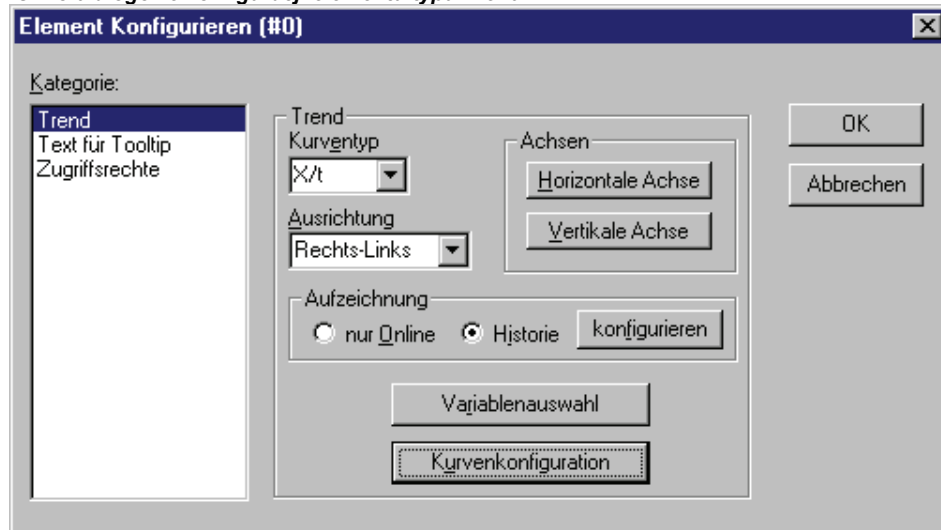 Element Konfigurieren (#0)
Kategorie:
Trend
Text für Tooltip
Zugriffsrechte
Trend
Kurventyp
X/t
Ausrichtung
Rechts-Links
Achsen
Horizontale Achse
Vertikale Achse
Aufzeichnung
nur Online
Historie
konfigurieren
Variablenauswahl
Kurvenkonfiguration
OK
Abbrechen